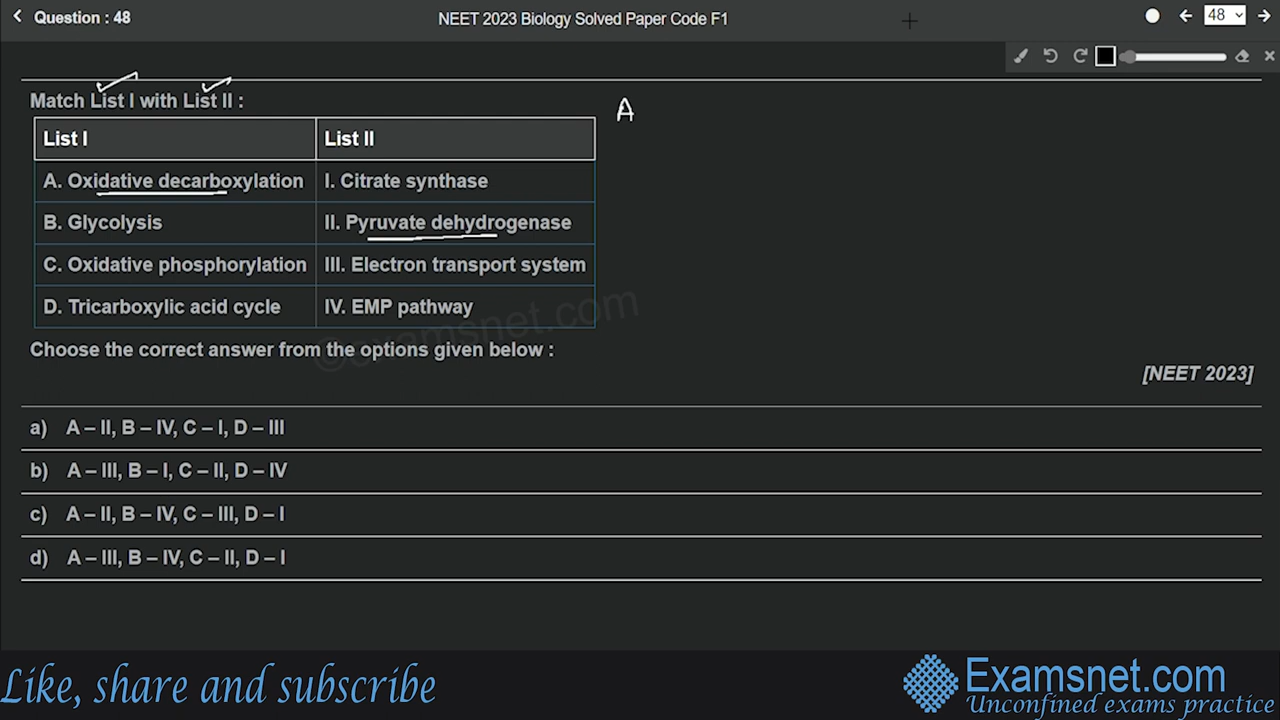 Question : 48
NEET 2023 Biology Solved Paper Code F1
48
Match List I with List II :
A
List I List II
A. Oxidative decarboxylation I. Citrate synthase
B. Glycolysis II. Pyruvate dehydrogenase
C. Oxidative phosphorylation III. Electron transport system
D. Tricarboxylic acid cycle IV. EMP pathway
©examsnet.com
Choose the correct answer from the options given below :
[NEET 2023]
a) A – II, B – IV, C – I, D – III
b) A – III, B – I, C – II, D – IV
c) A – II, B – IV, C – III, D – I
d) A – III, B – IV, C – II, D – I
Like, share and subscribe
Examsnet.com
Unconfined exams practice